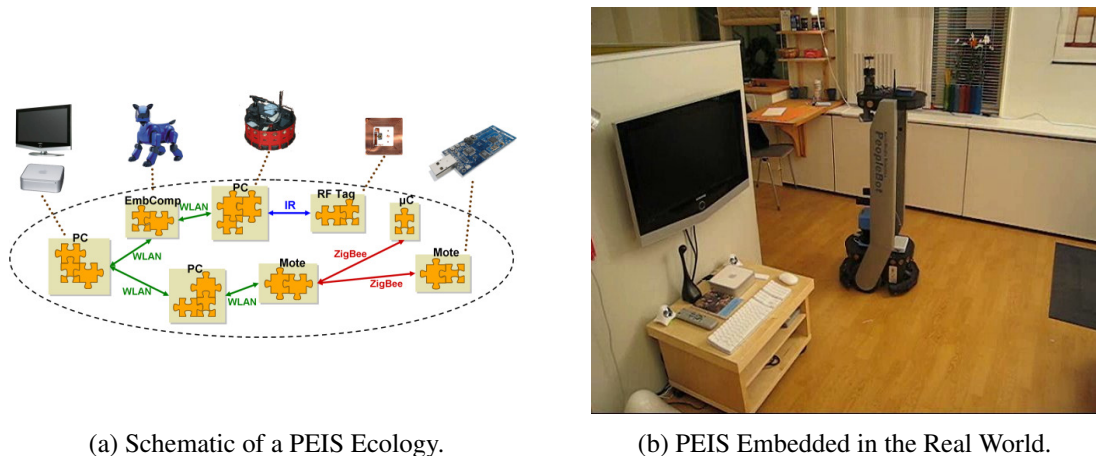 PC
EmbComp
WLAN
PC
IR
RF Tag
µC
ZigBee
WLAN
PC
Mote
Mote
WLAN
WLAN
ZigBee
PeopleBot
(a) Schematic of a PEIS Ecology.
(b) PEIS Embedded in the Real World.